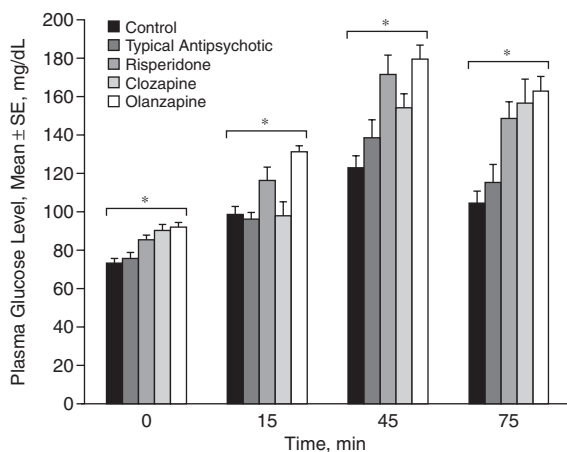 Plasma Glucose Level, Mean ± SE, mg/dL
200
180
160
140
120
100
80
60
40
20
0
Control
Typical Antipsychotic
Risperidone
Clozapine
Olanzapine
*
*
*
*
0 15 45 75
Time, min